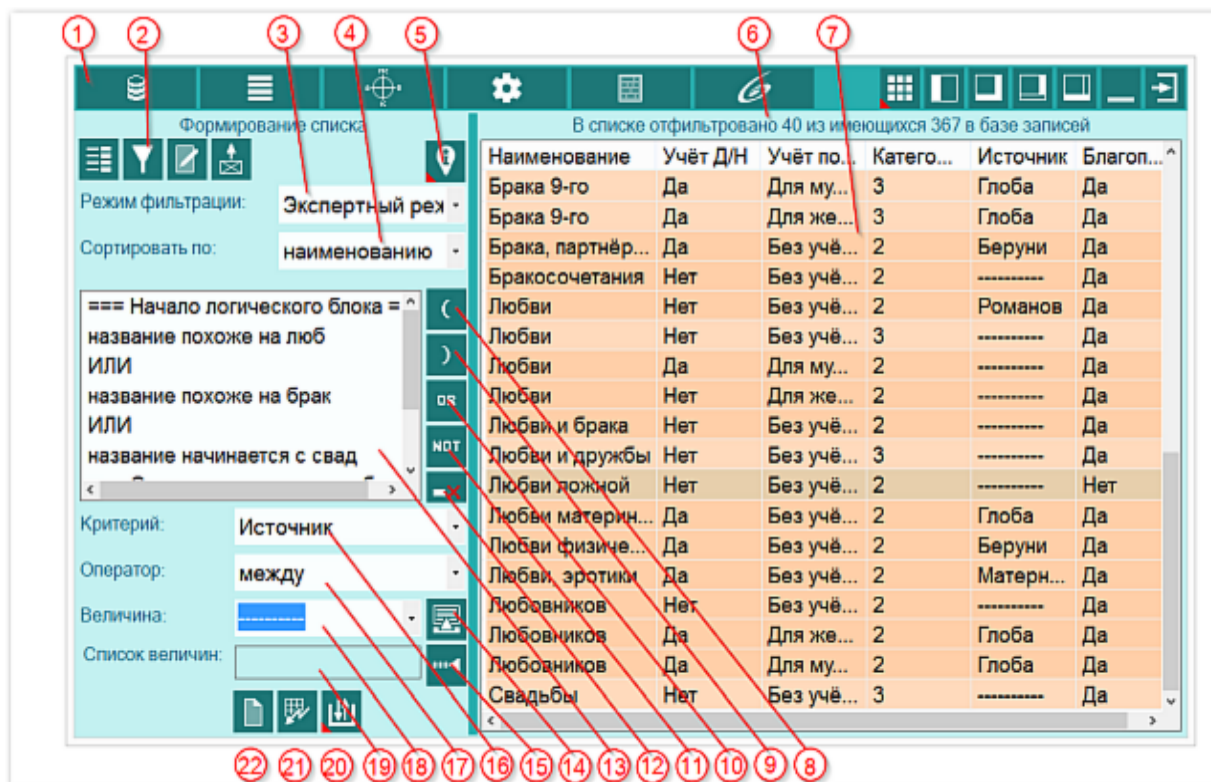 1 2 3 4 5 6 7
Формирование списка
В списке отфильтровано 40 из имеющихся 367 в базе записей
Режим фильтрации: Экспертный реж
Сортировать по: наименованию
=== Начало логического блока =
название похоже на люб
ИЛИ
название похоже на брак
ИЛИ
название начинается с свад
(
)
OR
NOT
Критерий: Источник
Оператор: между
Величина: ----------
Список величин:
Наименование Учёт Д/Н Учёт по... Катего... Источник Благоп...
Брака 9-го Да Для му... 3 Глоба Да
Брака 9-го Да Для же... 3 Глоба Да
Брака, партнёр... Да Без учё... 2 Беруни Да
Бракосочетания Нет Без учё... 2 ---------- Да
Любви Нет Без учё... 2 Романов Да
Любви Нет Без учё... 3 ---------- Да
Любви Да Для му... 2 ---------- Да
Любви Нет Для же... 2 ---------- Да
Любви и брака Нет Без учё... 2 ---------- Да
Любви и дружбы Нет Без учё... 3 ---------- Да
Любви ложной Нет Без учё... 2 ---------- Нет
Любви материн... Да Без учё... 2 Глоба Да
Любви физиче... Да Без учё... 2 Беруни Да
Любви, эротики Да Без учё... 2 Матерн... Да
Любовников Нет Без учё... 2 ---------- Да
Любовников Да Для же... 2 Глоба Да
Любовников Да Для му... 2 Глоба Да
Свадьбы Нет Без учё... 3 ---------- Да
22 21 20 19 18 17 16 15 14 13 12 11 10 9 8